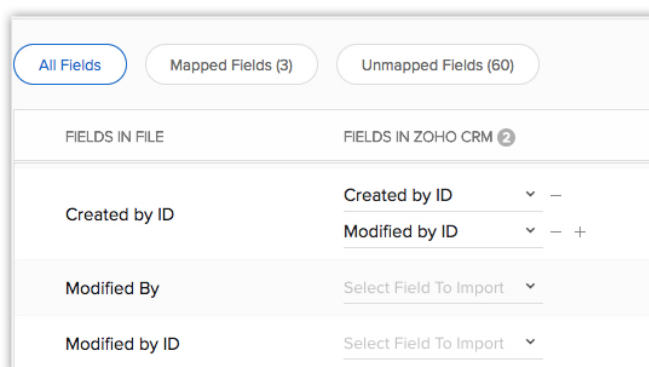 All Fields Mapped Fields (3) Unmapped Fields (60)
FIELDS IN FILE FIELDS IN ZOHO CRM 2
Created by ID
Created by ID
Modified by ID
Modified By Select Field To Import
Modified by ID Select Field To Import